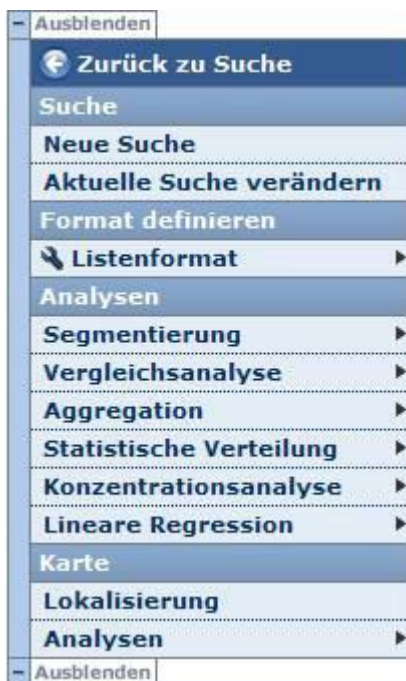 Ausblenden
Zurück zu Suche
Suche
Neue Suche
Aktuelle Suche verändern
Format definieren
Listenformat
Analysen
Segmentierung
Vergleichsanalyse
Aggregation
Statistische Verteilung
Konzentrationsanalyse
Lineare Regression
Karte
Lokalisierung
Analysen
Ausblenden